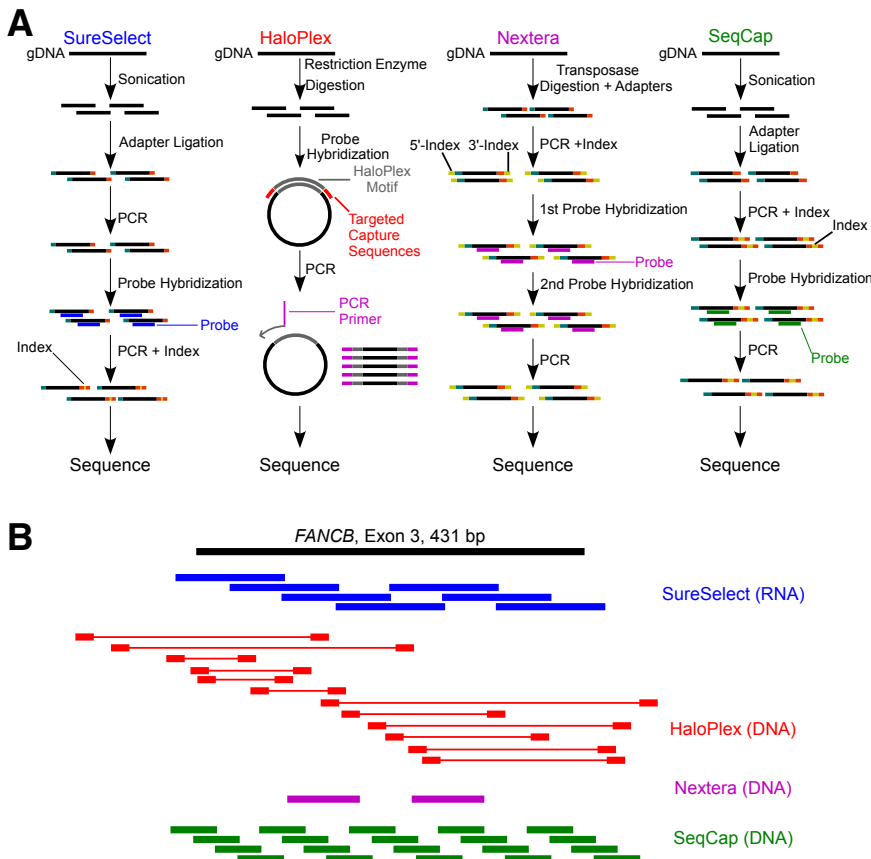 A
SureSelect
gDNA
Sonication
Adapter Ligation
PCR
Probe Hybridization
Probe
Index
PCR + Index
Sequence
HaloPlex
gDNA
Restriction Enzyme
Digestion
Probe
Hybridization
HaloPlex
Motif
Targeted
Capture
Sequences
PCR
PCR
Primer
Sequence
Nextera
gDNA
Transposase
Digestion + Adapters
5'-Index
3'-Index
PCR +Index
1st Probe Hybridization
Probe
2nd Probe Hybridization
PCR
Sequence
SeqCap
gDNA
Sonication
Adapter
Ligation
PCR + Index
Index
Probe Hybridization
Probe
PCR
Sequence
B
FANCB, Exon 3, 431 bp
SureSelect (RNA)
HaloPlex (DNA)
Nextera (DNA)
SeqCap (DNA)